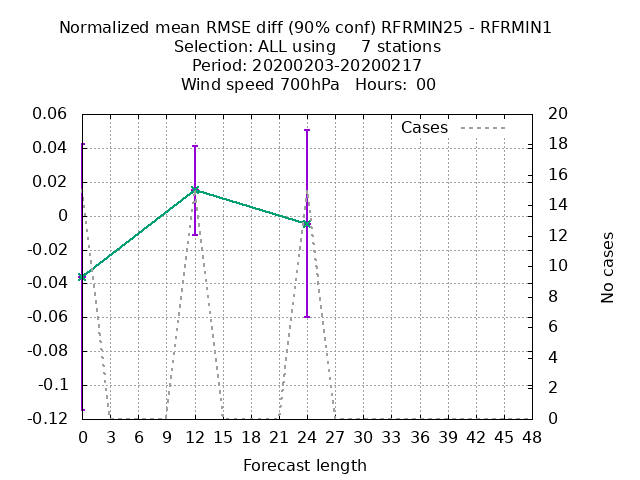 Normalized mean RMSE diff (90% conf) RFRMIN25 - RFRMIN1
Selection: ALL using     7 stations
Period: 20200203-20200217
Wind speed 700hPa   Hours: 00
Cases
0.06
0.04
0.02
0
-0.02
-0.04
-0.06
-0.08
-0.1
-0.12
20
18
16
14
12
10
8
6
4
2
0
No cases
0 3 6 9 12 15 18 21 24 27 30 33 36 39 42 45 48
Forecast length